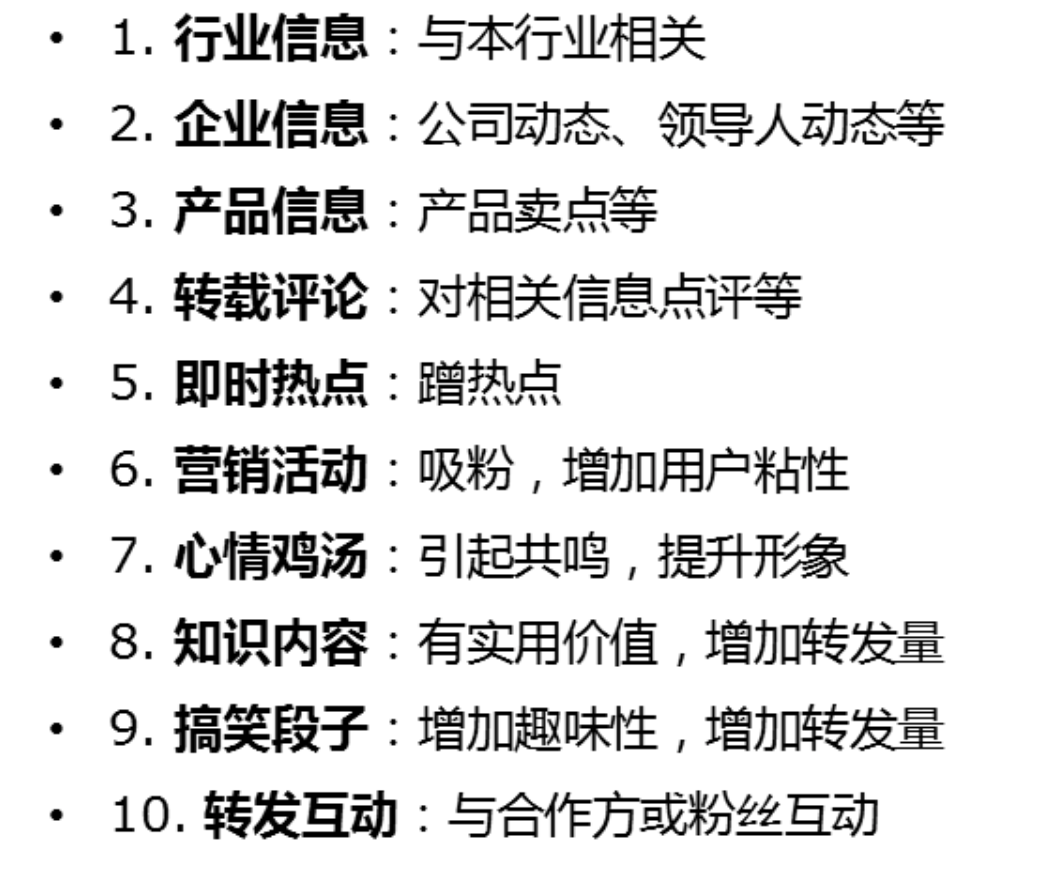 • 1. 行业信息：与本行业相关
• 2. 企业信息：公司动态、领导人动态等
• 3. 产品信息：产品卖点等
• 4. 转载评论：对相关信息点评等
• 5. 即时热点：蹭热点
• 6. 营销活动：吸粉，增加用户粘性
• 7. 心情鸡汤：引起共鸣，提升形象
• 8. 知识内容：有实用价值，增加转发量
• 9. 搞笑段子：增加趣味性，增加转发量
• 10. 转发互动：与合作方或粉丝互动